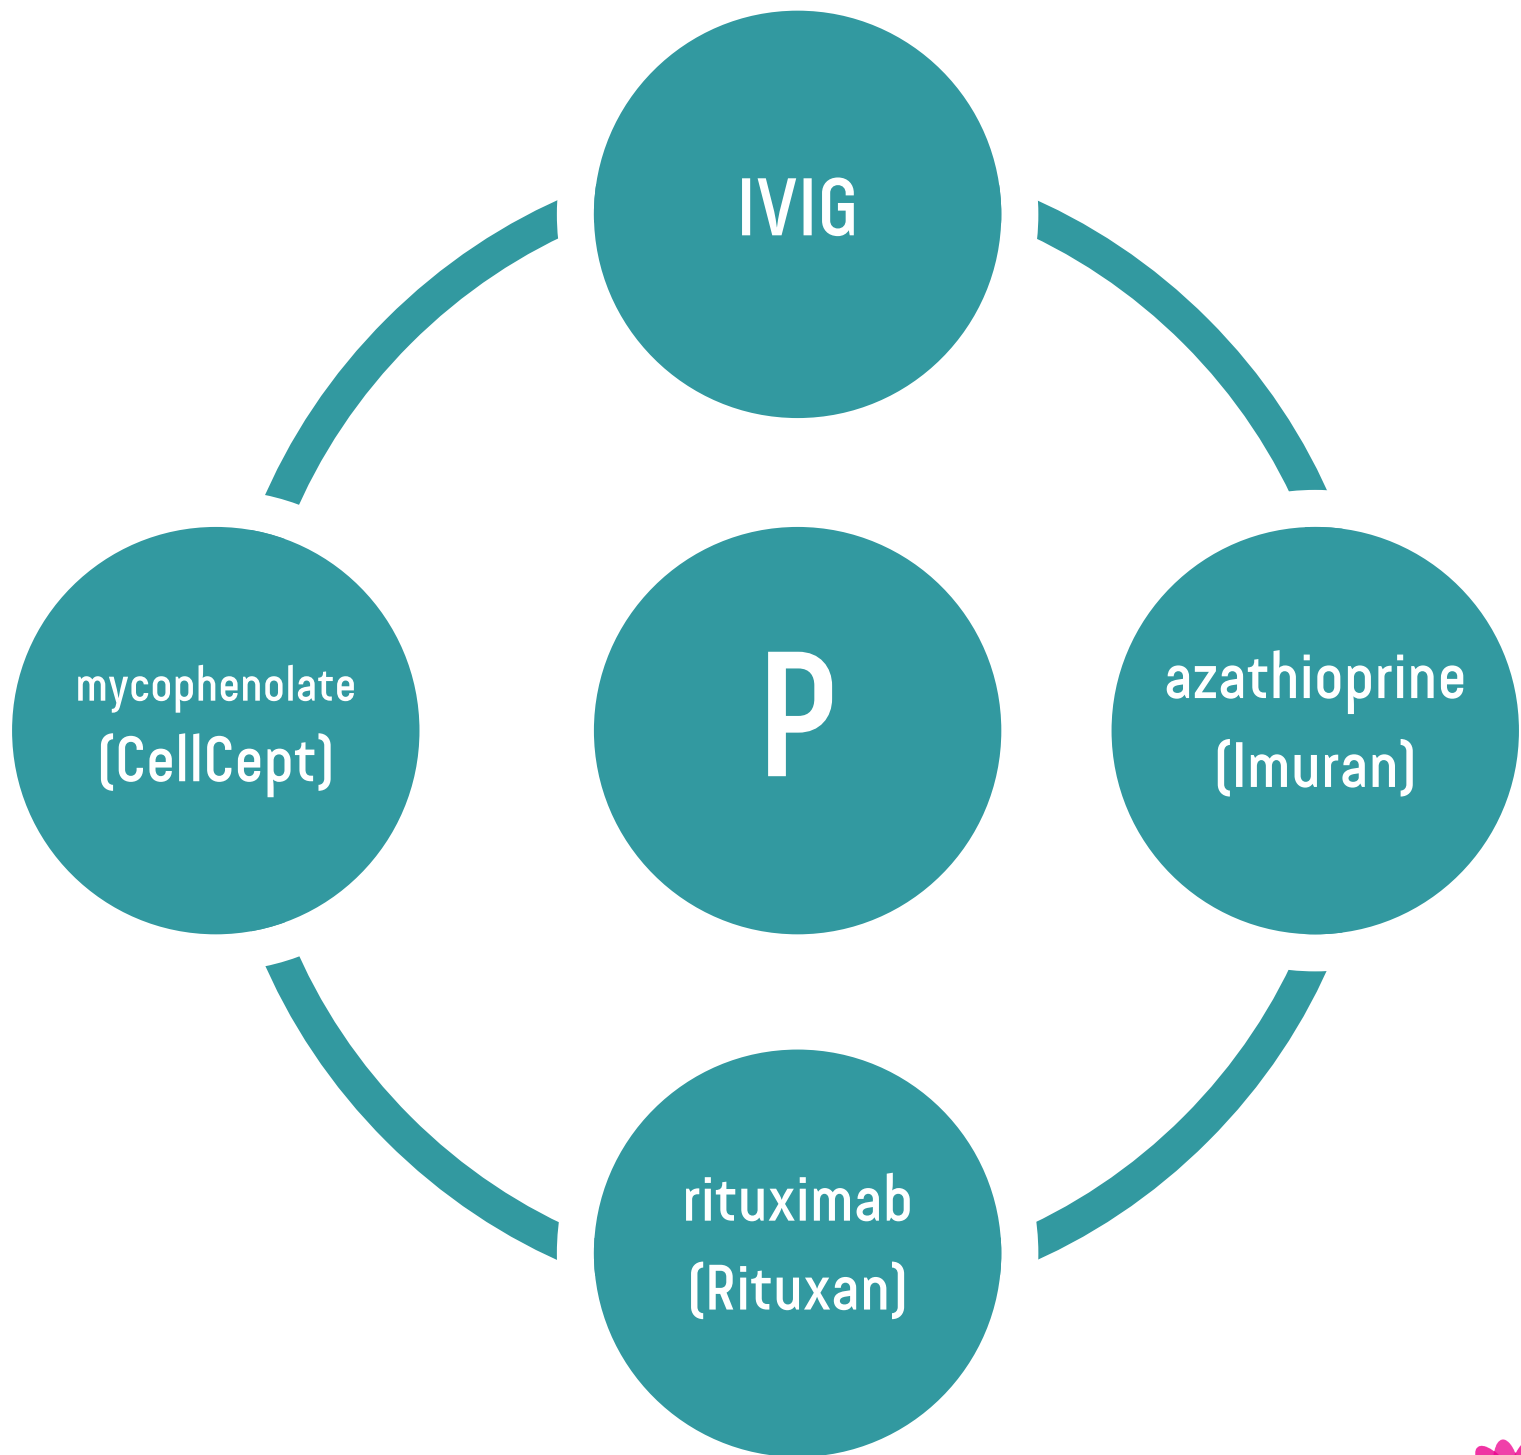 IVIG
mycophenolate
(CellCept)
P
azathioprine
(Imuran)
rituximab
(Rituxan)